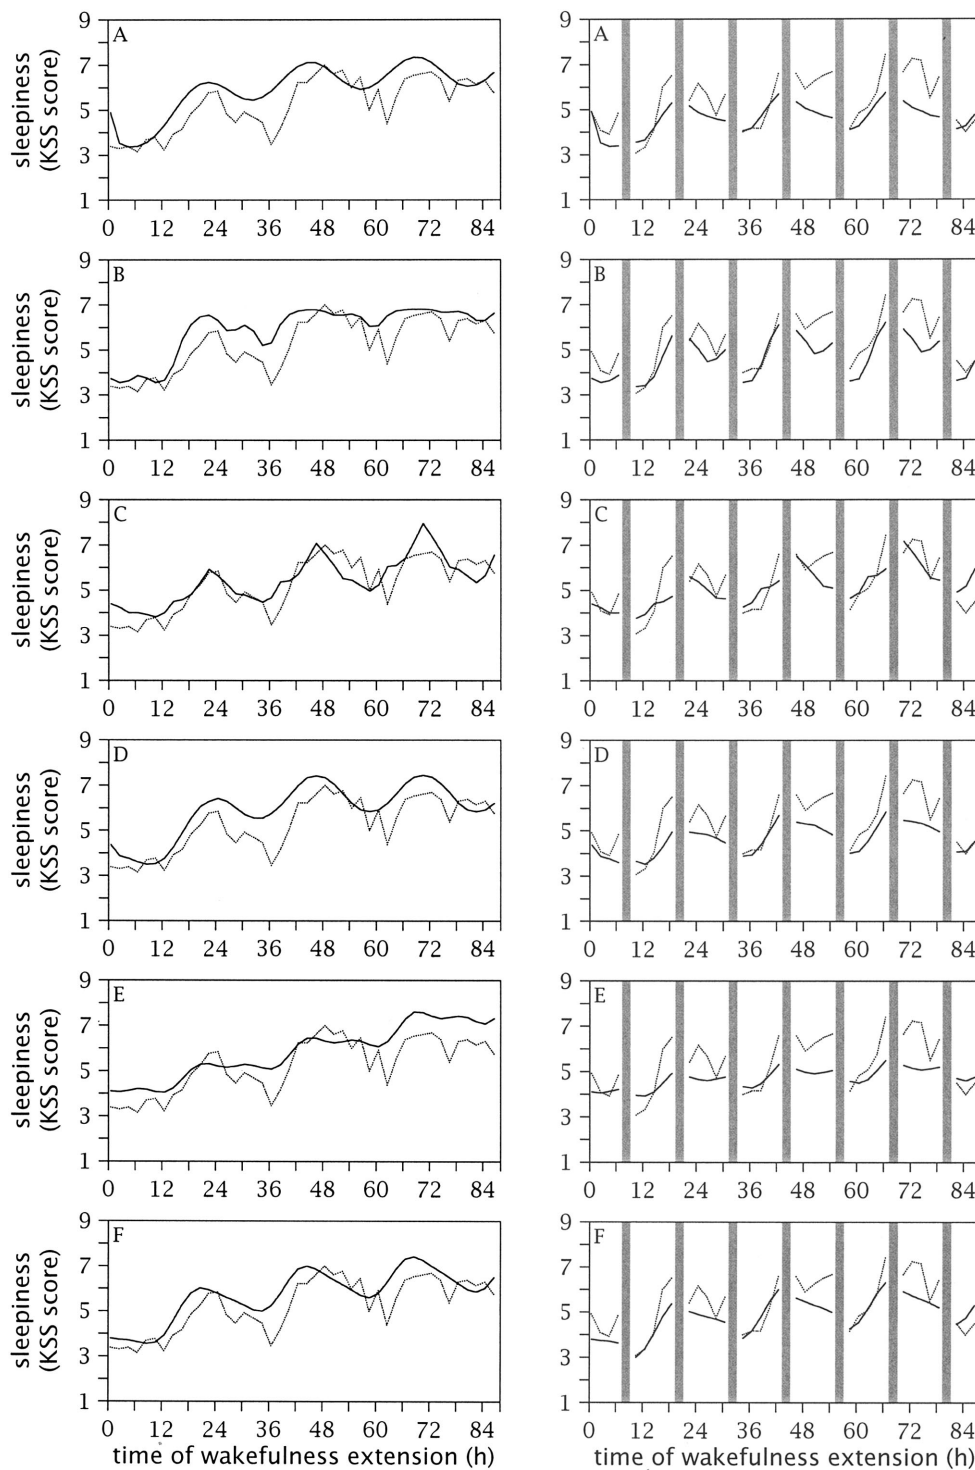 9 7 5 3 1
sleepiness
(KSS score)
A
0 12 24 36 48 60 72 84
9 7 5 3 1
A
0 12 24 36 48 60 72 84
9 7 5 3 1
sleepiness
(KSS score)
B
0 12 24 36 48 60 72 84
9 7 5 3 1
B
0 12 24 36 48 60 72 84
9 7 5 3 1
sleepiness
(KSS score)
C
0 12 24 36 48 60 72 84
9 7 5 3 1
C
0 12 24 36 48 60 72 84
9 7 5 3 1
sleepiness
(KSS score)
D
0 12 24 36 48 60 72 84
9 7 5 3 1
D
0 12 24 36 48 60 72 84
9 7 5 3 1
sleepiness
(KSS score)
E
0 12 24 36 48 60 72 84
9 7 5 3 1
E
0 12 24 36 48 60 72 84
9 7 5 3 1
sleepiness
(KSS score)
F
0 12 24 36 48 60 72 84
time of wakefulness extension (h)
9 7 5 3 1
F
0 12 24 36 48 60 72 84
time of wakefulness extension (h)